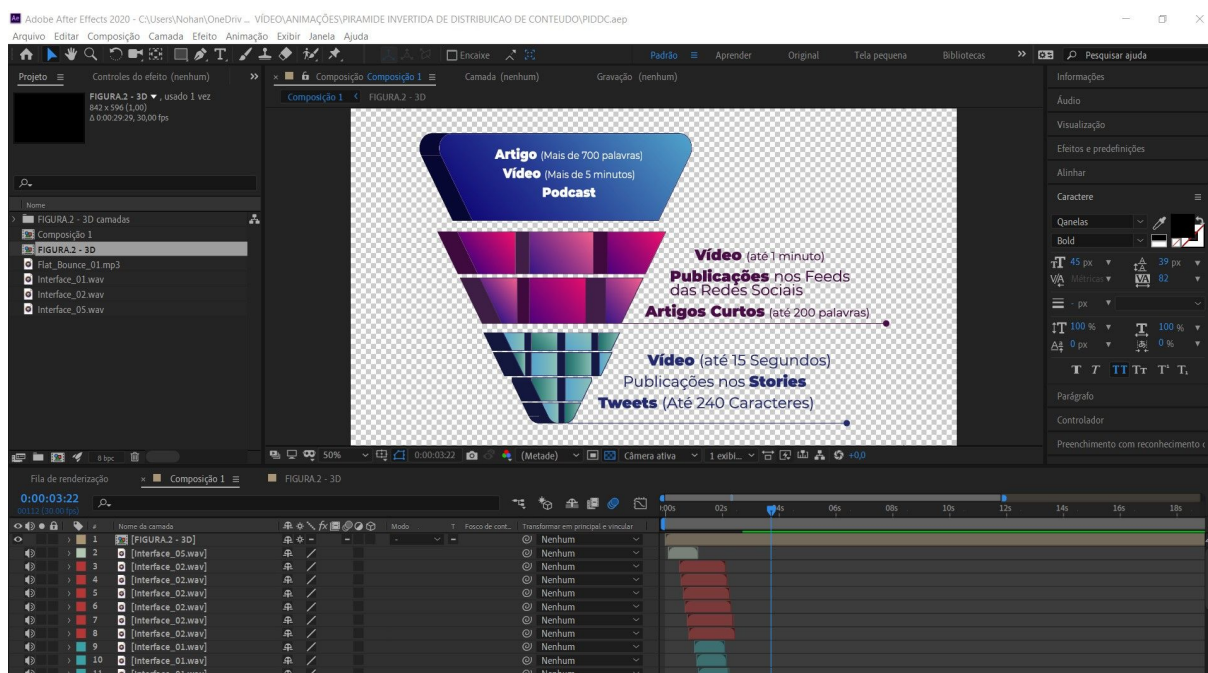 Adobe After Effects 2020 - C:\Users\Nohan\OneDriv ... VÍDEO\ANIMAÇÕES\PIRAMIDE INVERTIDA DE DISTRIBUICAO DE CONTEUDO\PIDDC.aep
Arquivo Editar Composição Camada Efeito Animação Exibir Janela Ajuda
Encaixe Padrão Aprender Original Tela pequena Bibliotecas Pesquisar ajuda
Projeto Controles do efeito (nenhum)
Composição Composição 1 Camada (nenhum) Gravação (nenhum)
Composição 1 FIGURA.2 - 3D
FIGURA.2 - 3D , usado 1 vez
842 x 596 (1,00)
Δ 0:00:29:29, 30,00 fps
Nome
FIGURA.2 - 3D camadas
Composição 1
FIGURA.2 - 3D
Flat_Bounce_01.mp3
Interface_01.wav
Interface_02.wav
Interface_05.wav
8 bpc
Artigo (Mais de 700 palavras)
Vídeo (Mais de 5 minutos)
Podcast
Vídeo (até 1 minuto)
Publicações nos Feeds
das Redes Sociais
Artigos Curtos (até 200 palavras)
Vídeo (até 15 Segundos)
Publicações nos Stories
Tweets (Até 240 Caracteres)
50% 0:00:03:22 (Metade) Câmera ativa 1 exibi... +0,0
Informações
Áudio
Visualização
Efeitos e predefinições
Alinhar
Caractere
Qanelas
Bold
45 px 39 px
Métricas 82
- px
100 % 100 %
0 px 0 %
Parágrafo
Controlador
Preenchimento com reconhecimento
Fila de renderização Composição 1 FIGURA.2 - 3D
0:00:03:22
00112 (30.00 fps)
# Nome da camada Modo T Fosco de cont... Transformar em principal e vincular
02s 06s 08s 10s 12s 14s 16s 18s
1 [FIGURA.2 - 3D] - Nenhum
2 [Interface_05.wav] Nenhum
3 [Interface_02.wav] Nenhum
4 [Interface_02.wav] Nenhum
5 [Interface_02.wav] Nenhum
6 [Interface_02.wav] Nenhum
7 [Interface_02.wav] Nenhum
8 [Interface_02.wav] Nenhum
9 [Interface_01.wav] Nenhum
10 [Interface_01.wav] Nenhum